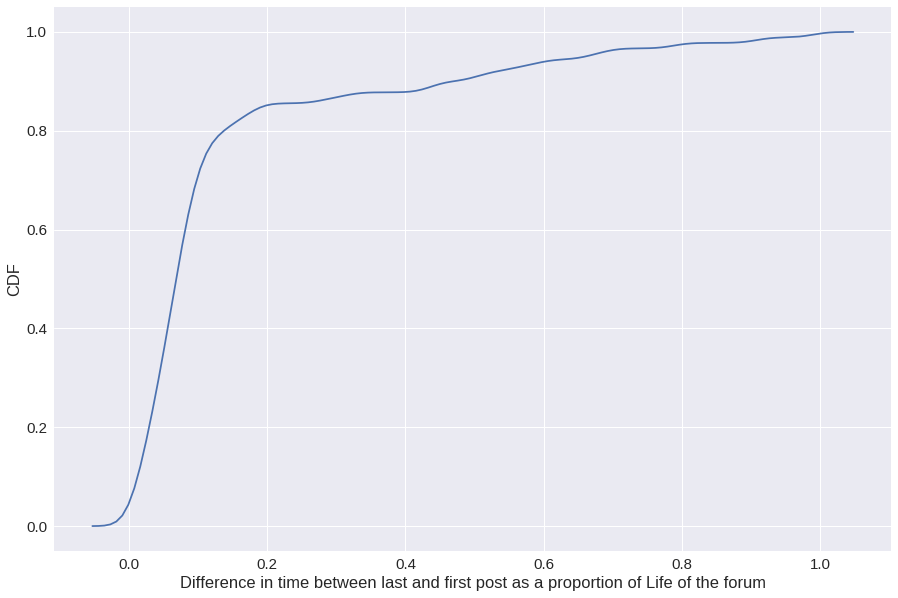 1.0
0.8
0.6
0.4
0.2
0.0
CDF
0.0 0.2 0.4 0.6 0.8 1.0
Difference in time between last and first post as a proportion of Life of the forum